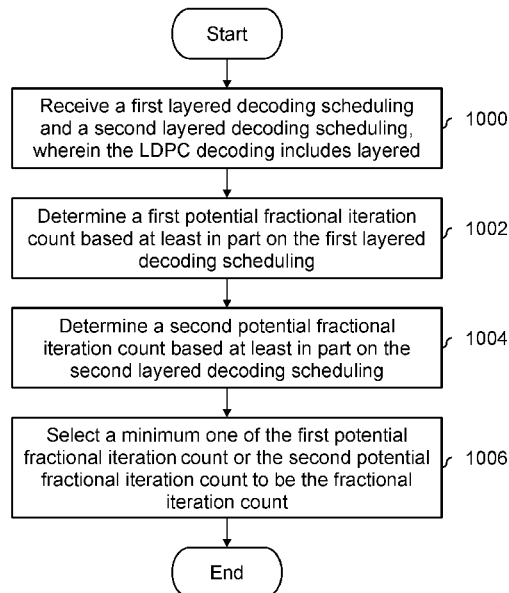 Start
Receive a first layered decoding scheduling
and a second layered decoding scheduling,
wherein the LDPC decoding includes layered
1000
Determine a first potential fractional iteration
count based at least in part on the first layered
decoding scheduling
1002
Determine a second potential fractional
iteration count based at least in part on the
second layered decoding scheduling
1004
Select a minimum one of the first potential
fractional iteration count or the second potential
fractional iteration count to be the fractional
iteration count
1006
End